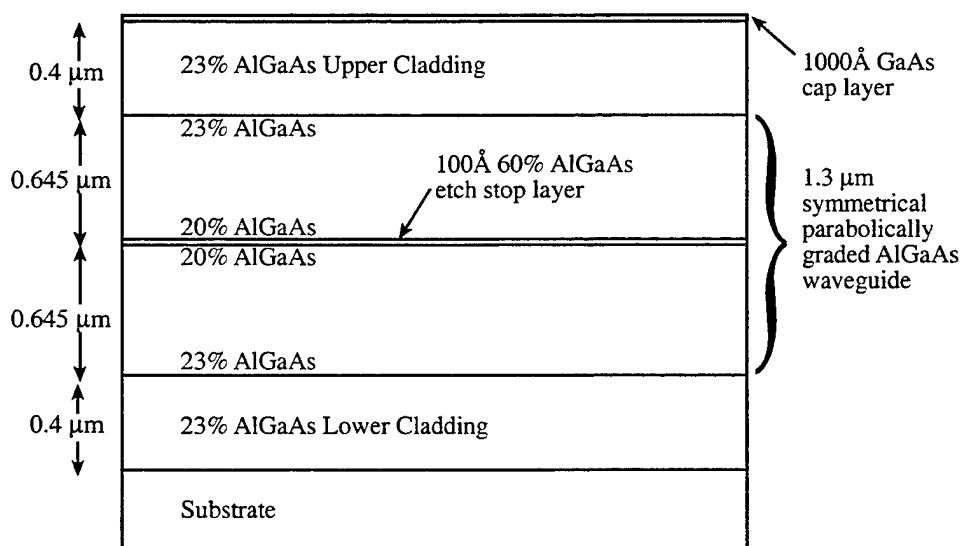 0.4 μm
23% AlGaAs Upper Cladding
1000Å GaAs
cap layer
0.645 μm
23% AlGaAs
100Å 60% AlGaAs
etch stop layer
20% AlGaAs
1.3 μm
symmetrical
parabolically
graded AlGaAs
waveguide
0.645 μm
20% AlGaAs
23% AlGaAs
0.4 μm
23% AlGaAs Lower Cladding
Substrate